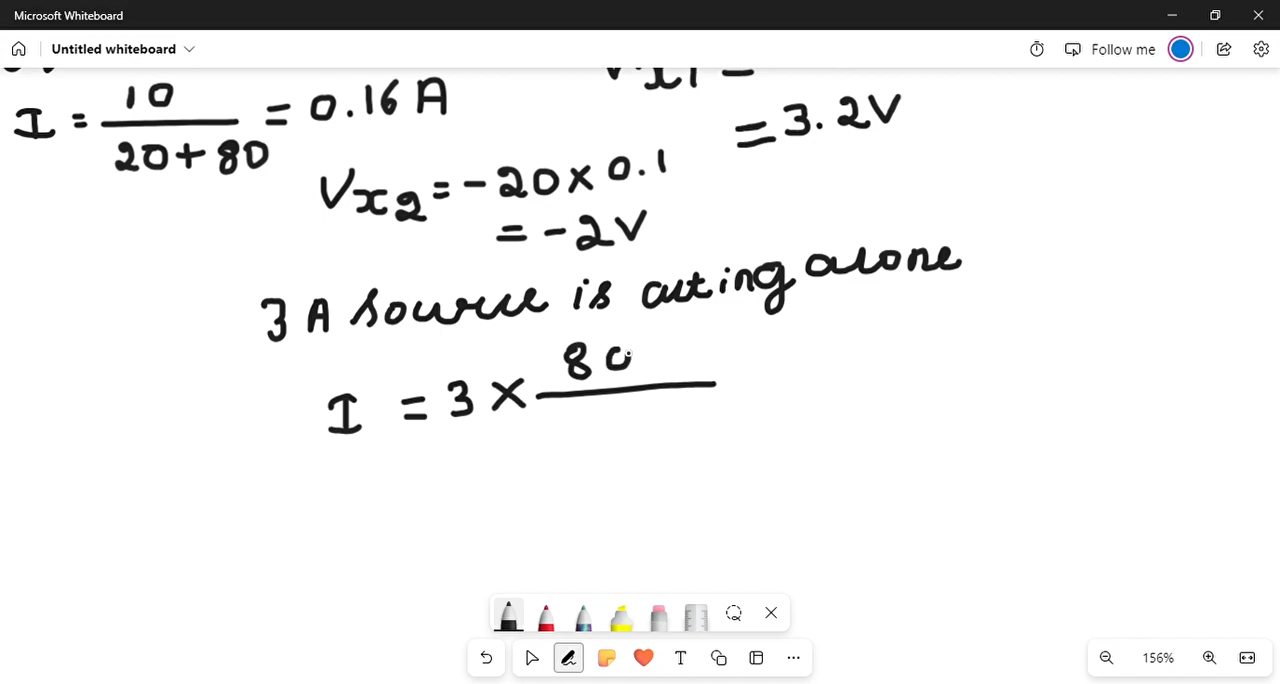 Microsoft Whiteboard
Untitled whiteboard
Follow me
I = 10 / 20+80 = 0.16 A
= 3.2V
Vx2 = -20 x 0.1
= -2V
3 A source is acting alone
I = 3 x 80
156%